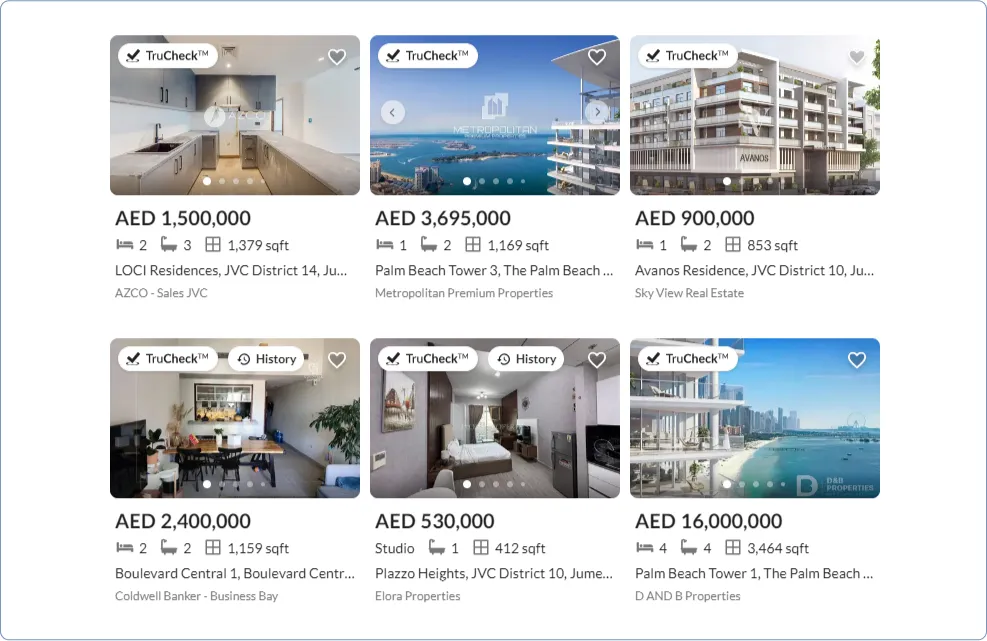 TruCheck™
AZCO
AED 1,500,000
2 3 1,379 sqft
LOCI Residences, JVC District 14, Ju...
AZCO - Sales JVC
TruCheck™
METROPOLITAN
PREMIUM PROPERTIES
AED 3,695,000
1 2 1,169 sqft
Palm Beach Tower 3, The Palm Beach ...
Metropolitan Premium Properties
TruCheck™
AVANOS
AED 900,000
1 2 853 sqft
Avanos Residence, JVC District 10, Ju...
Sky View Real Estate
TruCheck™ History
AED 2,400,000
2 2 1,159 sqft
Boulevard Central 1, Boulevard Centr...
Coldwell Banker - Business Bay
TruCheck™ History
AED 530,000
Studio 1 412 sqft
Plazzo Heights, JVC District 10, Jume...
Elora Properties
TruCheck™
D&B
PROPERTIES
AED 16,000,000
4 4 3,464 sqft
Palm Beach Tower 1, The Palm Beach ...
D AND B Properties